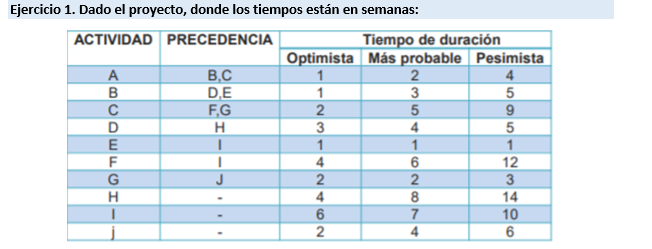 Ejercicio 1. Dado el proyecto, donde los tiempos están en semanas:
ACTIVIDAD PRECEDENCIA Tiempo de duración
Optimista Más probable Pesimista
A B,C 1 2 4
B D,E 1 3 5
C F,G 2 5 9
D H 3 4 5
E I 1 1 1
F I 4 6 12
G J 2 2 3
H - 4 8 14
I - 6 7 10
j - 2 4 6